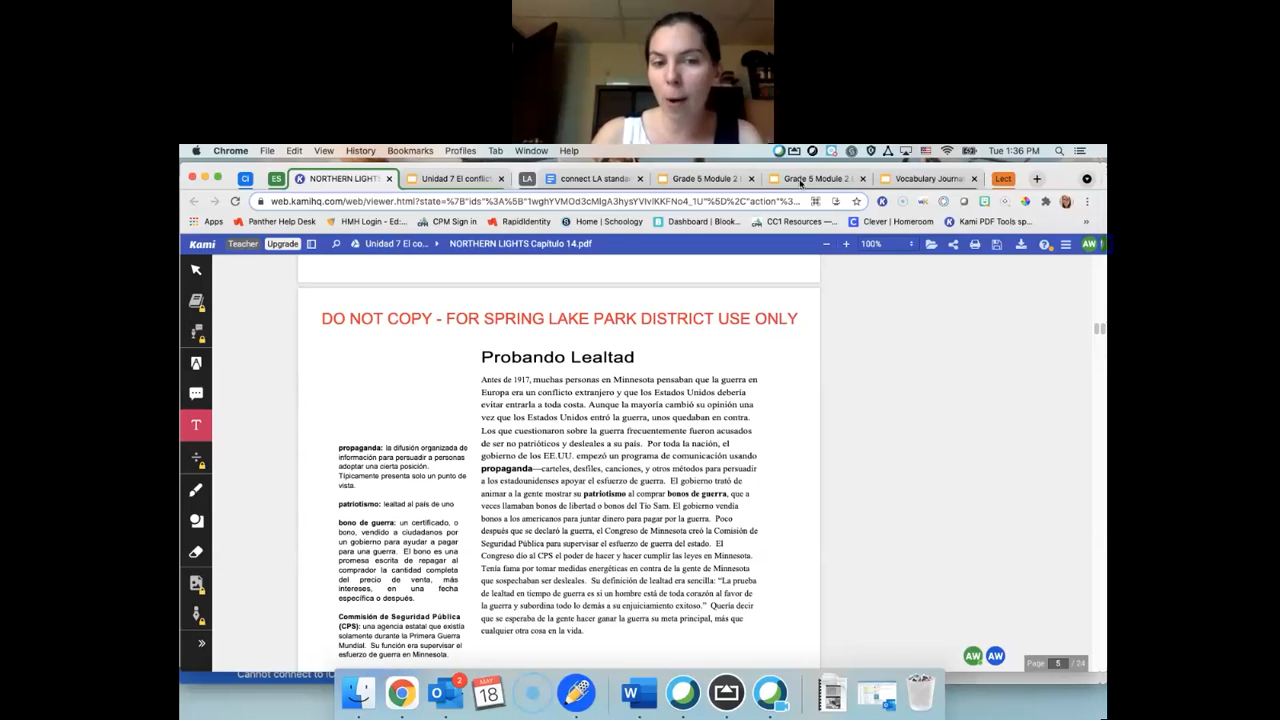 Chrome File Edit View History Bookmarks Profiles Tab Window Help Tue 1:36 PM
CI ES NORTHERN LIGHTS Unidad 7 El conflic LA connect LA standar Grade 5 Module 2 Grade 5 Module 2 Vocabulary Journal Lect
web.kamihq.com/web/viewer.html?state=%7B"ids"%3A%5B"1wghYVMOd3cMlgA3hysYVIvIKKFNo4_1U"%5D%2C"action"%3...
Apps Panther Help Desk HMH Login - Ed:... CPM Sign in RapidIdentity Home | Schoology Dashboard | Blook... CC1 Resources —... Clever | Homeroom Kami PDF Tools sp...
Kami Teacher Upgrade Unidad 7 El co... NORTHERN LIGHTS Capítulo 14.pdf 100% AW
DO NOT COPY - FOR SPRING LAKE PARK DISTRICT USE ONLY
Probando Lealtad
Antes de 1917, muchas personas en Minnesota pensaban que la guerra en
Europa era un conflicto extranjero y que los Estados Unidos debería
evitar entrarla a toda costa. Aunque la mayoría cambió su opinión una
vez que los Estados Unidos entró la guerra, unos quedaban en contra.
Los que cuestionaron sobre la guerra frecuentemente fueron acusados
de ser no patrióticos y desleales a su país. Por toda la nación, el
gobierno de los EE.UU. empezó un programa de comunicación usando
propaganda—carteles, desfiles, canciones, y otros métodos para persuadir
a los estadounidenses apoyar el esfuerzo de guerra. El gobierno trató de
animar a la gente mostrar su patriotismo al comprar bonos de guerra, que a
veces llamaban bonos de libertad o bonos del Tío Sam. El gobierno vendía
bonos a los americanos para juntar dinero para pagar por la guerra. Poco
después que se declaró la guerra, el Congreso de Minnesota creó la Comisión de
Seguridad Pública para supervisar el esfuerzo de guerra del estado. El
Congreso dio al CPS el poder de hacer y hacer cumplir las leyes en Minnesota.
Tenía fama por tomar medidas energéticas en contra de la gente de Minnesota
que sospechaban ser desleales. Su definición de lealtad era sencilla: “La prueba
de lealtad en tiempo de guerra es si un hombre está de toda corazón al favor de
la guerra y subordina todo lo demás a su enjuiciamiento exitoso.” Quería decir
que se esperaba de la gente hacer ganar la guerra su meta principal, más que
cualquier otra cosa en la vida.
propaganda: la difusión organizada de
información para persuadir a personas
adoptar una cierta posición.
Típicamente presenta solo un punto de
vista.
patriotismo: lealtad al país de uno
bono de guerra: un certificado, o
bono, vendido a ciudadanos por
un gobierno para ayudar a pagar
para una guerra. El bono es una
promesa escrita de repagar al
comprador la cantidad completa
del precio de venta, más
intereses, en una fecha
específica o después.
Commisión de Seguridad Pública
(CPS): una agencia estatal que existía
solamente durante la Primera Guerra
Mundial. Su función era supervisar el
esfuerzo de guerra en Minnesota.
AW AW Page 5 / 24
Cannot connect to
2 MAY 18 W